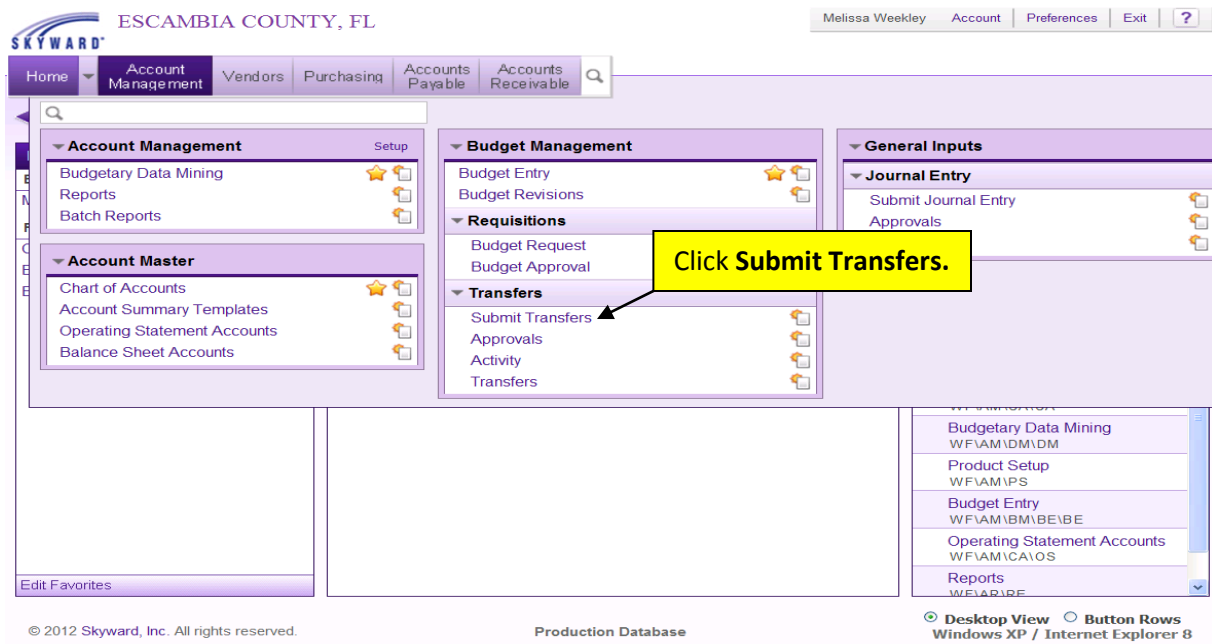 ESCAMBIA COUNTY, FL
Melissa Weekley Account Preferences Exit ?
SKYWARD
Home Account Management Vendors Purchasing Accounts Payable Accounts Receivable
Account Management Setup
Budgetary Data Mining
Reports
Batch Reports
Account Master
Chart of Accounts
Account Summary Templates
Operating Statement Accounts
Balance Sheet Accounts
Budget Management
Budget Entry
Budget Revisions
Requisitions
Budget Request
Budget Approval
Transfers
Submit Transfers
Approvals
Activity
Transfers
General Inputs
Journal Entry
Submit Journal Entry
Approvals
Click Submit Transfers.
Budgetary Data Mining
WF\AM\DM\DM
Product Setup
WF\AM\PS
Budget Entry
WF\AM\BM\BE\BE
Operating Statement Accounts
WF\AM\CA\OS
Reports
WF\AR\RE
Edit Favorites
© 2012 Skyward, Inc. All rights reserved.
Production Database
Desktop View Button Rows
Windows XP / Internet Explorer 8